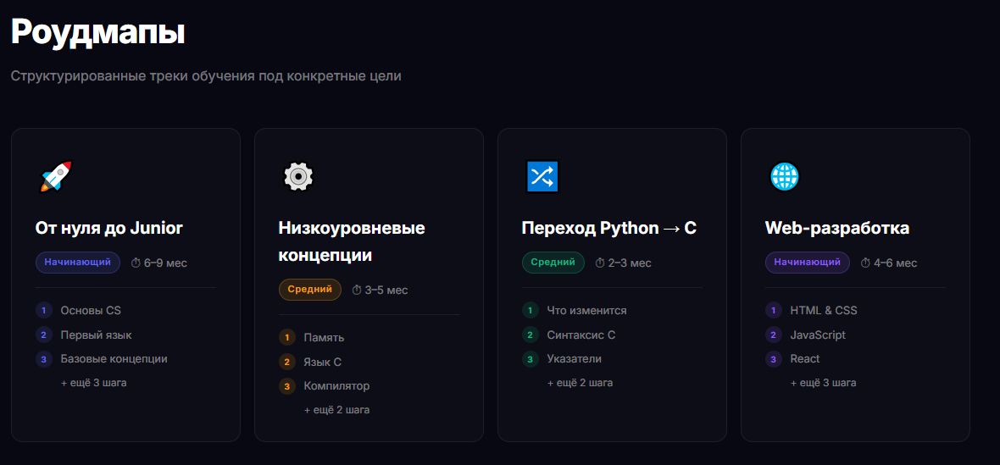 Роудмапы
Структурированные треки обучения под конкретные цели
От нуля до Junior
Начинающий
⏱ 6–9 мес
1 Основы CS
2 Первый язык
3 Базовые концепции
+ ещё 3 шага
Низкоуровневые
концепции
Средний
⏱ 3–5 мес
1 Память
2 Язык C
3 Компилятор
+ ещё 2 шага
Переход Python → C
Средний
⏱ 2–3 мес
1 Что изменится
2 Синтаксис C
3 Указатели
+ ещё 2 шага
Web-разработка
Начинающий
⏱ 4–6 мес
1 HTML & CSS
2 JavaScript
3 React
+ ещё 3 шага